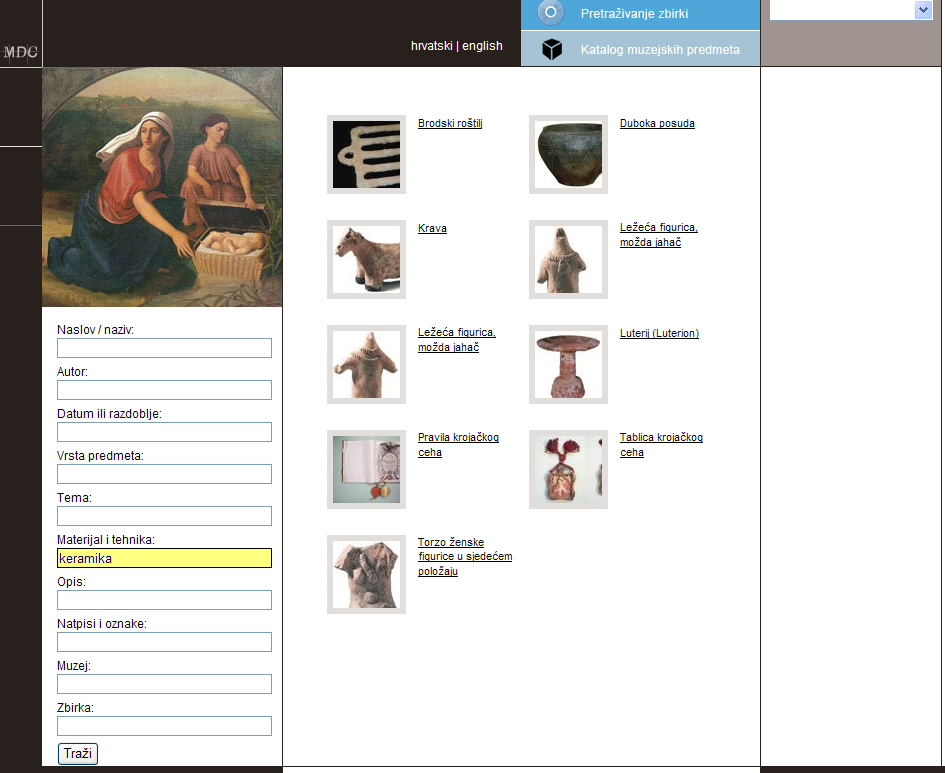 MDC
hrvatski | english
Pretraživanje zbirki
Katalog muzejskih predmeta
Naslov / naziv:
Autor:
Datum ili razdoblje:
Vrsta predmeta:
Tema:
Materijal i tehnika:
keramika
Opis:
Natpisi i oznake:
Muzej:
Zbirka:
Traži
Brodski roštilj
Duboka posuda
Krava
Ležeća figurica,
možda jahač
Ležeća figurica,
možda jahač
Luterij (Luterion)
Pravila krojačkog
ceha
Tablica krojačkog
ceha
Torzo ženske
figurice u sjedećem
položaju